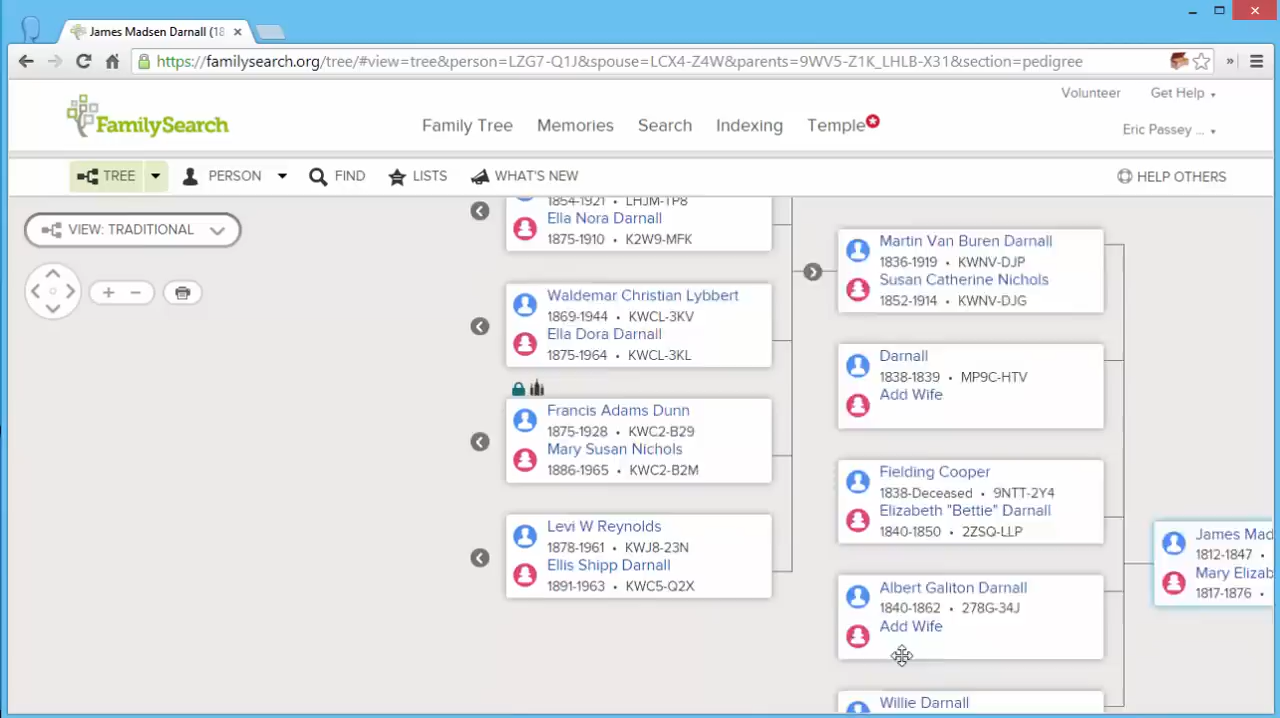 James Madsen Darnall (18
https://familysearch.org/tree/#view=tree&person=LZG7-Q1J&spouse=LCX4-Z4W&parents=9WV5-Z1K_LHLB-X31&section=pedigree
Volunteer Get Help
FamilySearch
Family Tree Memories Search Indexing Temple
Eric Passey ...
TREE PERSON FIND LISTS WHAT'S NEW HELP OTHERS
VIEW: TRADITIONAL
1854-1921 • LHJM-TP8
Ella Nora Darnall
1875-1910 • K2W9-MFK
Waldemar Christian Lybbert
1869-1944 • KWCL-3KV
Ella Dora Darnall
1875-1964 • KWCL-3KL
Francis Adams Dunn
1875-1928 • KWC2-B29
Mary Susan Nichols
1886-1965 • KWC2-B2M
Levi W Reynolds
1878-1961 • KWJ8-23N
Ellis Shipp Darnall
1891-1963 • KWC5-Q2X
Martin Van Buren Darnall
1836-1919 • KWNV-DJP
Susan Catherine Nichols
1852-1914 • KWNV-DJG
Darnall
1838-1839 • MP9C-HTV
Add Wife
Fielding Cooper
1838-Deceased • 9NTT-2Y4
Elizabeth "Bettie" Darnall
1840-1850 • 2ZSQ-LLP
Albert Galiton Darnall
1840-1862 • 278G-34J
Add Wife
Willie Darnall
James Mad
1812-1847 •
Mary Elizab
1817-1876 •